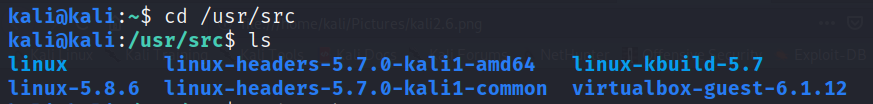 kali@kali:~$ cd /usr/src
kali@kali:/usr/src$ ls
linux linux-headers-5.7.0-kali1-amd64 linux-kbuild-5.7
linux-5.8.6 linux-headers-5.7.0-kali1-common virtualbox-guest-6.1.12